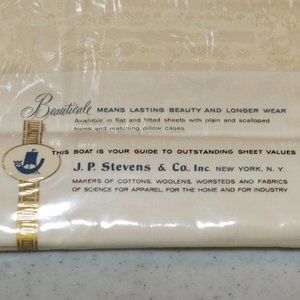 Beauticale MEANS LASTING BEAUTY AND LONGER WEAR
Available in flat and fitted sheets with plain and scalloped
hems and matching pillow cases.
THIS BOAT IS YOUR GUIDE TO OUTSTANDING SHEET VALUES
J. P. Stevens & Co., Inc. NEW YORK, N. Y.
MAKERS OF COTTONS, WOOLENS, WORSTEDS AND FABRICS
OF SCIENCE FOR APPAREL, FOR THE HOME AND FOR INDUSTRY